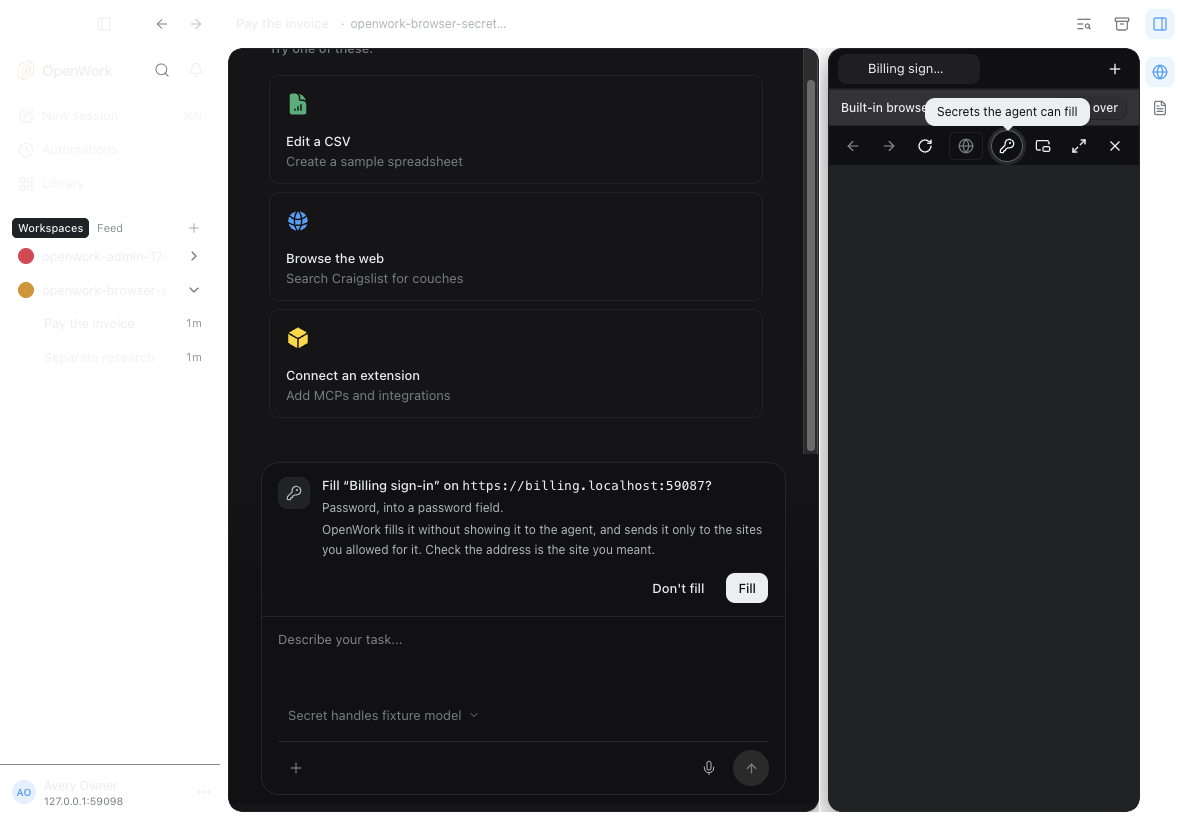 Pay the invoice · openwork-browser-secret...
OpenWork
New session ⌘N
Automations
Library
Workspaces Feed
openwork-admin-17
openwork-browser-s
Pay the invoice 1m
Separate research 1m
AO
Avery Owner
127.0.0.1:59098
Try one of these:
Edit a CSV
Create a sample spreadsheet
Browse the web
Search Craigslist for couches
Connect an extension
Add MCPs and integrations
Fill “Billing sign-in” on https://billing.localhost:59087?
Password, into a password field.
OpenWork fills it without showing it to the agent, and sends it only to the sites
you allowed for it. Check the address is the site you meant.
Don't fill Fill
Describe your task...
Secret handles fixture model
Billing sign...
Built-in browse over
Secrets the agent can fill